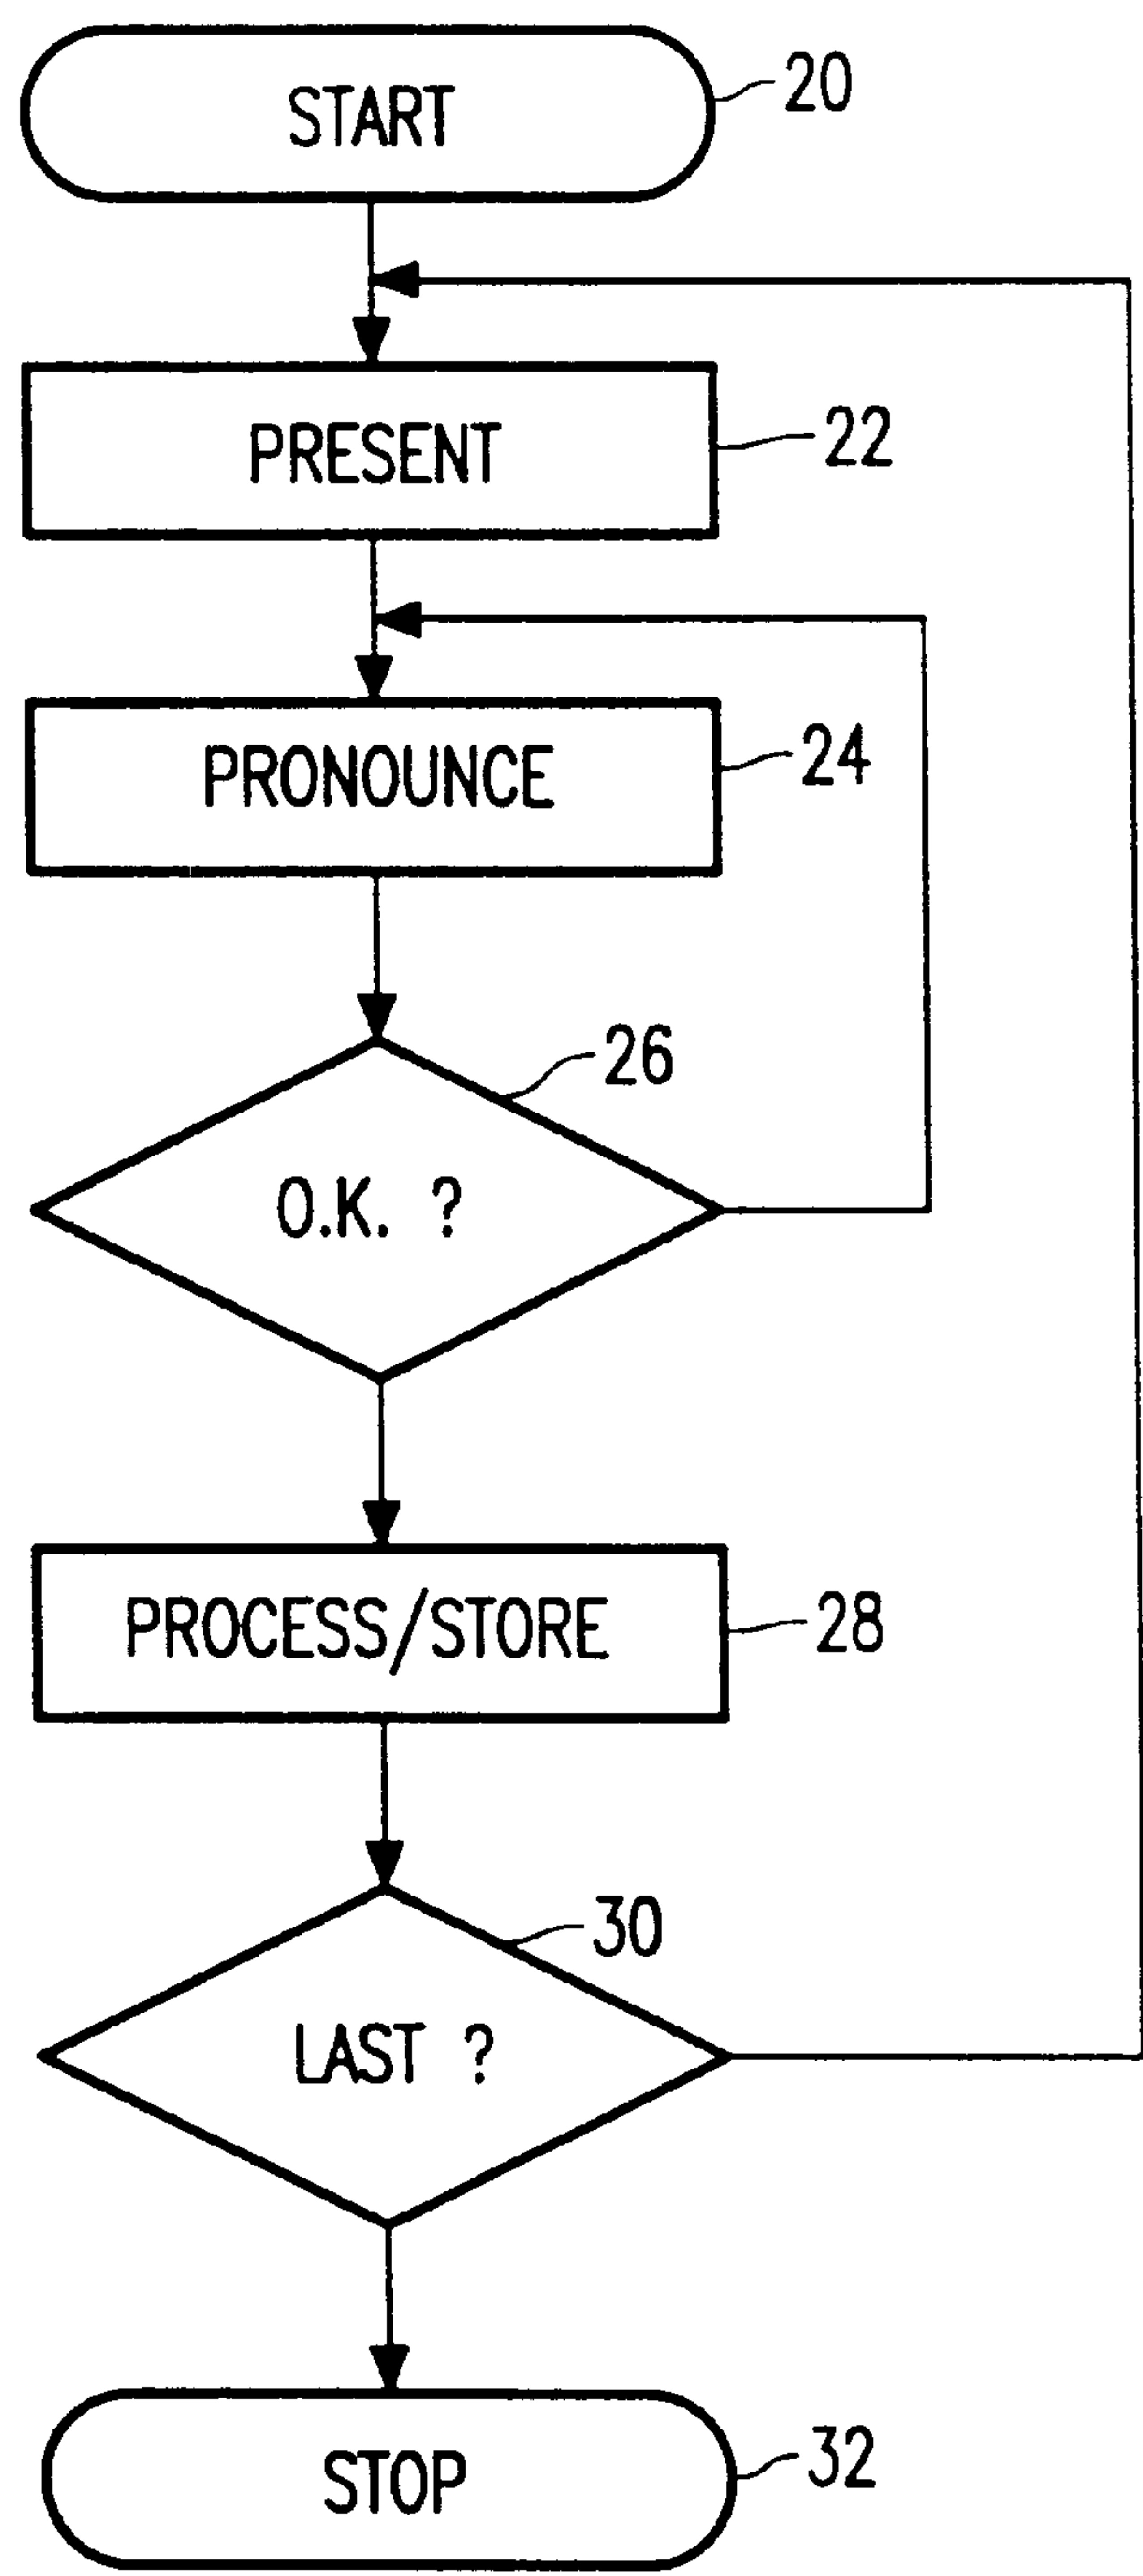 START
20
PRESENT
22
PRONOUNCE
24
26
O.K. ?
PROCESS/STORE
28
30
LAST ?
STOP
32